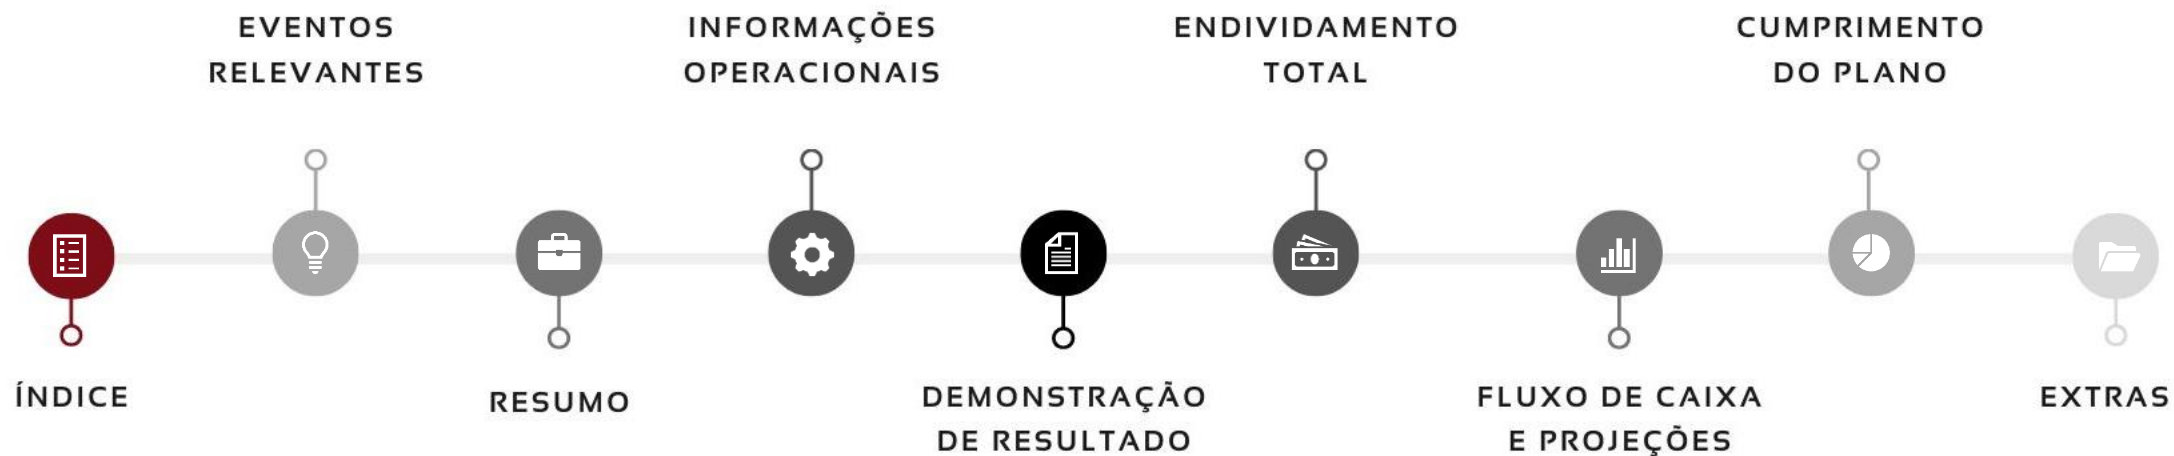 EVENTOS
RELEVANTES
INFORMAÇÕES
OPERACIONAIS
ENDIVIDAMENTO
TOTAL
CUMPRIMENTO
DO PLANO
ÍNDICE
RESUMO
DEMONSTRAÇÃO
DE RESULTADO
FLUXO DE CAIXA
E PROJEÇÕES
EXTRAS